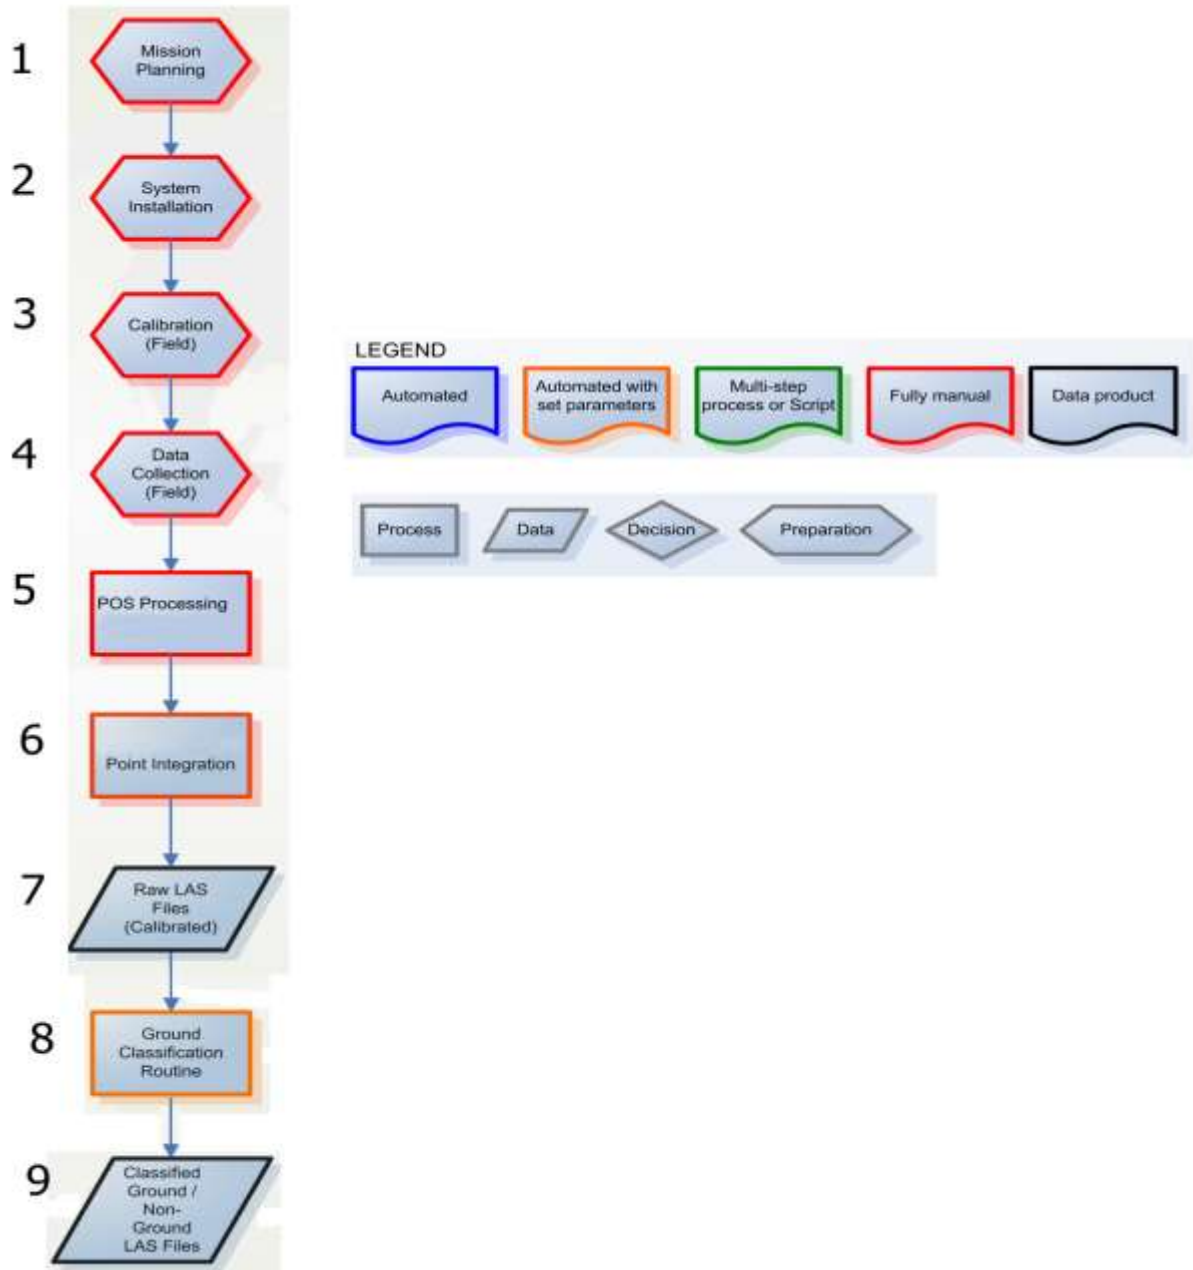 1
Mission
Planning
2
System
Installation
3
Calibration
(Field)
4
Data
Collection
(Field)
5
POS Processing
6
Point Integration
7
Raw LAS
Files
(Calibrated)
8
Ground
Classification
Routine
9
Classified
Ground /
Non-
Ground
LAS Files
LEGEND
Automated
Automated with
set parameters
Multi-step
process or Script
Fully manual
Data product
Process
Data
Decision
Preparation